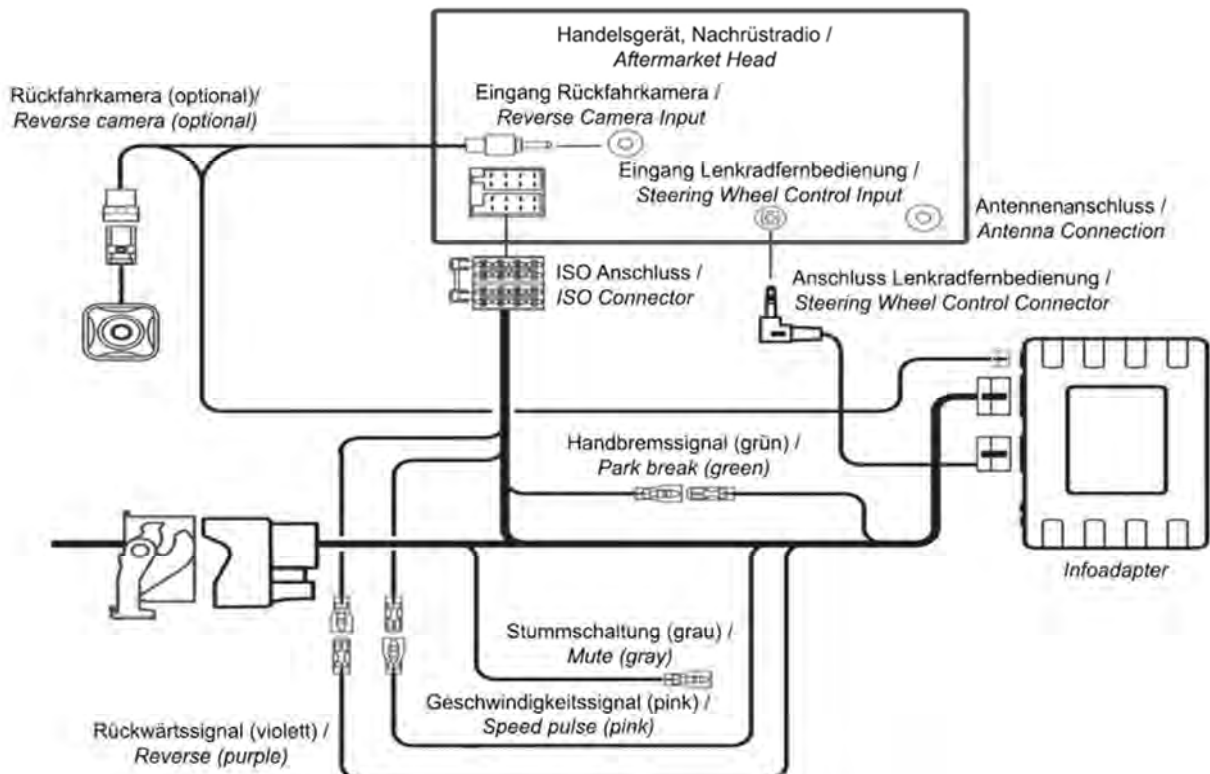 Handelsgerät, Nachrüstradio /
Aftermarket Head
Rückfahrkamera (optional)/
Reverse camera (optional)
Eingang Rückfahrkamera /
Reverse Camera Input
Eingang Lenkradfernbedienung /
Steering Wheel Control Input
Antennenanschluss /
Antenna Connection
ISO Anschluss /
ISO Connector
Anschluss Lenkradfernbedienung /
Steering Wheel Control Connector
Handbremssignal (grün) /
Park break (green)
Infoadapter
Stummschaltung (grau) /
Mute (gray)
Geschwindigkeitssignal (pink) /
Speed pulse (pink)
Rückwärtssignal (violett) /
Reverse (purple)